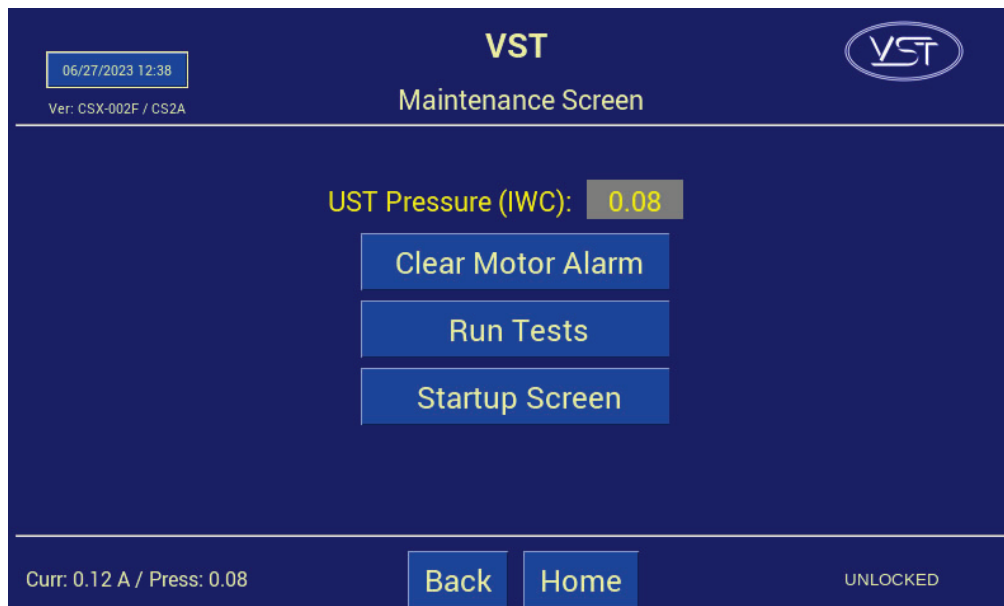 VST
VST
06/27/2023 12:38
Ver: CSX-002F / CS2A
Maintenance Screen
UST Pressure (IWC): 0.08
Clear Motor Alarm
Run Tests
Startup Screen
Curr: 0.12 A / Press: 0.08
Back
Home
UNLOCKED